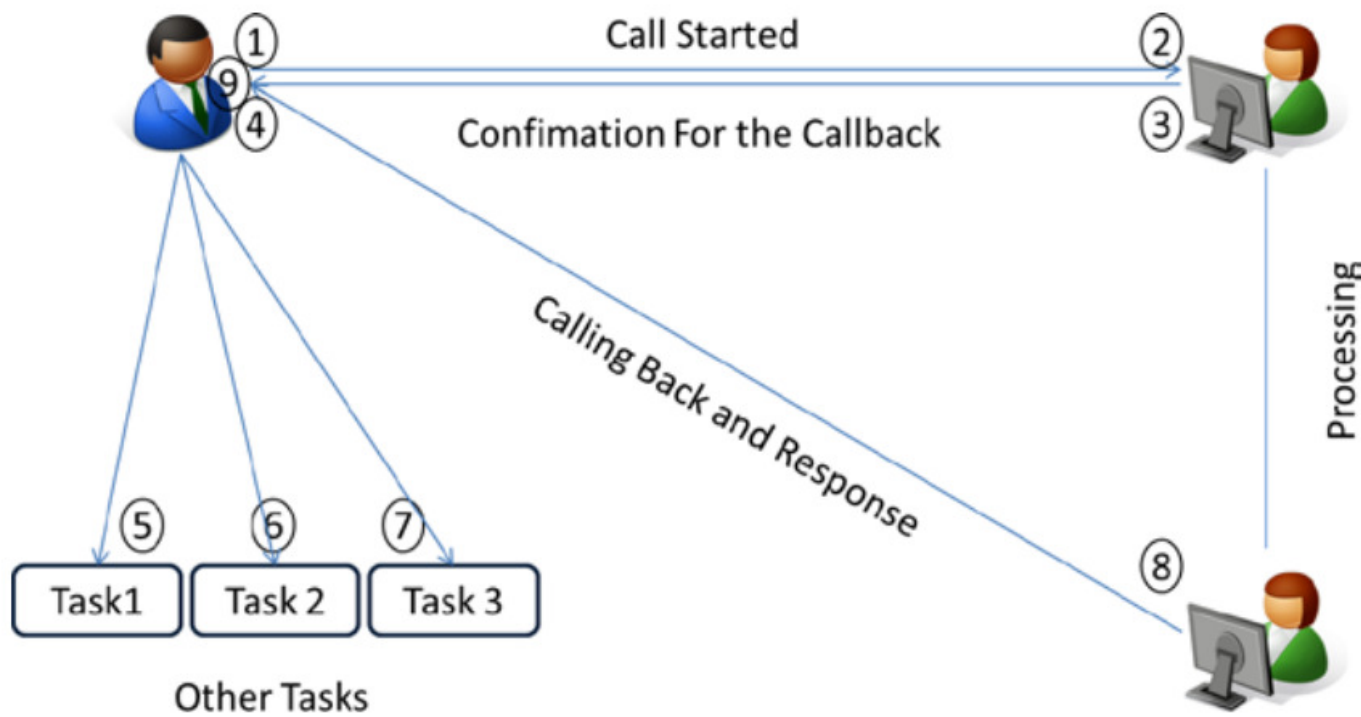 ① Call Started ②
⑨
④ Confimation For the Callback ③
Calling Back and Response
Processing
⑤ ⑥ ⑦
⑧
Task1 Task 2 Task 3
Other Tasks